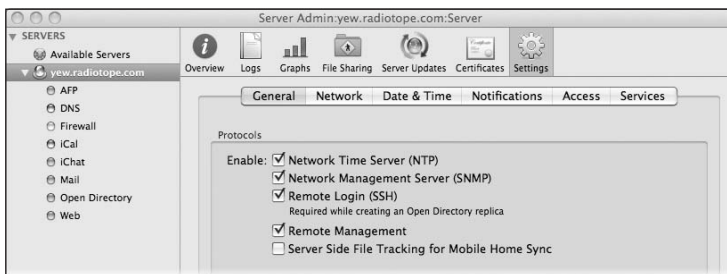 Server Admin:yew.radiotope.com:Server
SERVERS
Available Servers
yew.radiotope.com
AFP
DNS
Firewall
iCal
iChat
Mail
Open Directory
Web
Overview
Logs
Graphs
File Sharing
Server Updates
Certificates
Settings
General
Network
Date & Time
Notifications
Access
Services
Protocols
Enable: Network Time Server (NTP)
Network Management Server (SNMP)
Remote Login (SSH)
Required while creating an Open Directory replica
Remote Management
Server Side File Tracking for Mobile Home Sync